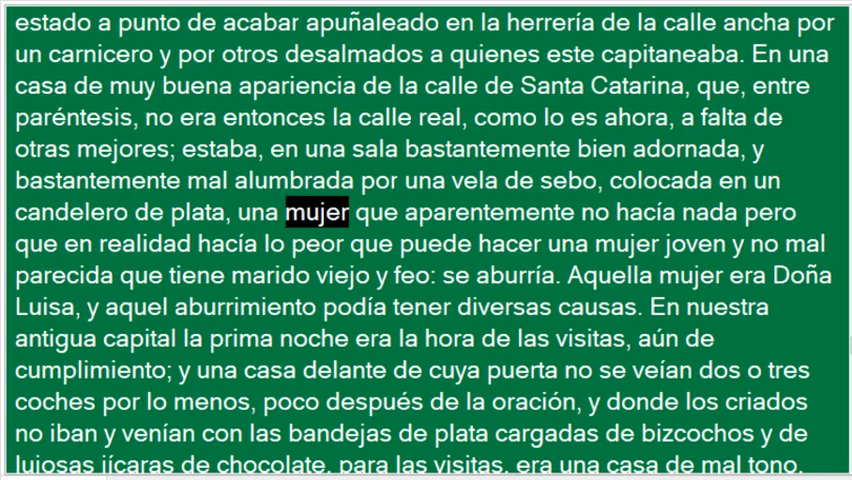 estado a punto de acabar apuñaleado en la herrería de la calle ancha por
un carnicero y por otros desalmados a quienes este capitaneaba. En una
casa de muy buena apariencia de la calle de Santa Catarina, que, entre
paréntesis, no era entonces la calle real, como lo es ahora, a falta de
otras mejores; estaba, en una sala bastantemente bien adornada, y
bastantemente mal alumbrada por una vela de sebo, colocada en un
candelero de plata, una mujer que aparentemente no hacía nada pero
que en realidad hacía lo peor que puede hacer una mujer joven y no mal
parecida que tiene marido viejo y feo: se aburría. Aquella mujer era Doña
Luisa, y aquel aburrimiento podía tener diversas causas. En nuestra
antigua capital la prima noche era la hora de las visitas, aún de
cumplimiento; y una casa delante de cuya puerta no se veían dos o tres
coches por lo menos, poco después de la oración, y donde los criados
no iban y venían con las bandejas de plata cargadas de bizcochos y de
lujosas jícaras de chocolate, para las visitas, era una casa de mal tono.